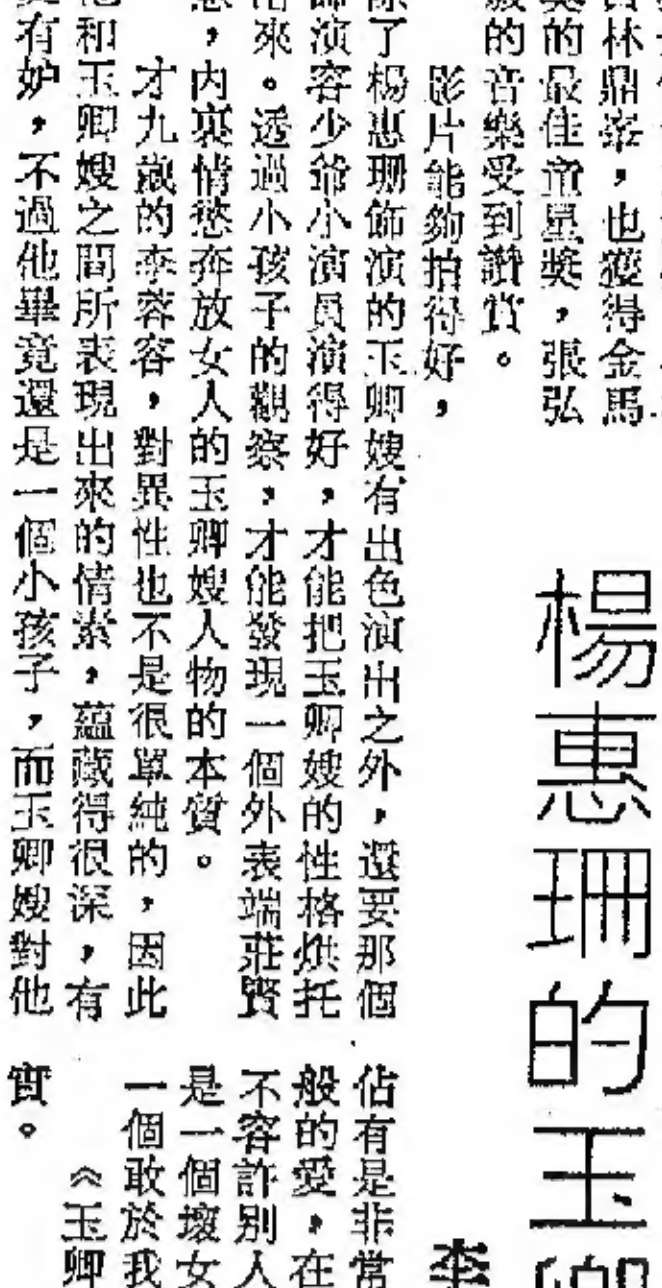 賓林鼎峯,也獲得金馬
獎的最佳童星獎,張弘
毅的音樂受到讚賞。
影片能夠拍得好,
除了楊惠珊飾演的玉卿嫂有出色演出之外,還要那個
飾演容少爺小演員演得好,才能把玉卿嫂的性格烘托
出來。透過小孩子的觀察,才能發現一個外表端莊賢
,內裏情慾奔放女人的玉卿嫂人物的本質。
才九歲的李容容,對異性也不是很單純的,因此
他和玉卿嫂之間所表現出來的情素,蘊藏得很深,有
有妒,不過他畢竟還是一個小孩子,而玉卿嫂對他
楊惠珊的玉卿
李
佔有是非常
般的愛,在
不容許別人
是一個壞女
一個敢於我
《玉卿
實。